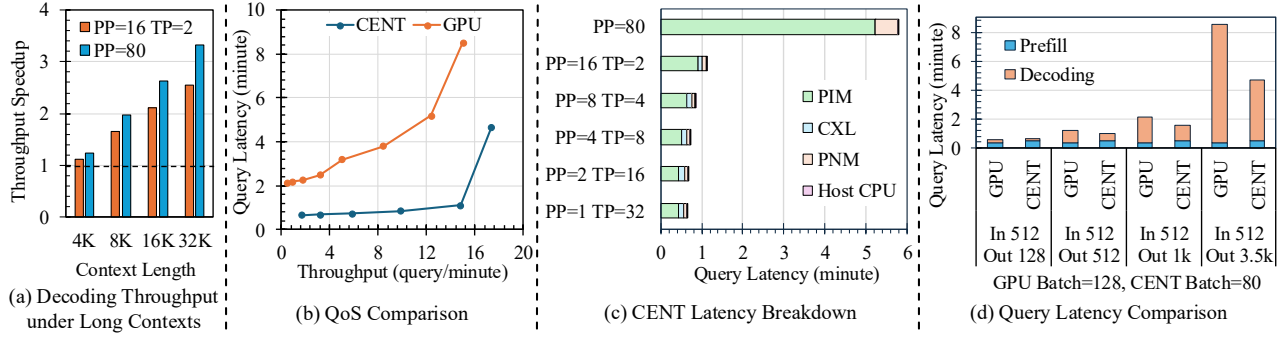 Throughput Speedup
4
3
2
1
0
PP=16 TP=2
PP=80
4K 8K 16K 32K
Context Length
(a) Decoding Throughput
under Long Contexts
Query Latency (minute)
10
8
6
4
2
0
CENT GPU
0 4 8 12 16 20
Throughput (query/minute)
(b) QoS Comparison
PP=80
PP=16 TP=2
PP=8 TP=4
PP=4 TP=8
PP=2 TP=16
PP=1 TP=32
PIM
CXL
PNM
Host CPU
0 1 2 3 4 5 6
Query Latency (minute)
(c) CENT Latency Breakdown
Query Latency (minute)
8
6
4
2
0
Prefill
Decoding
GPU CENT GPU CENT GPU CENT GPU CENT
In 512 In 512 In 512 In 512
Out 128 Out 512 Out 1k Out 3.5k
GPU Batch=128, CENT Batch=80
(d) Query Latency Comparison